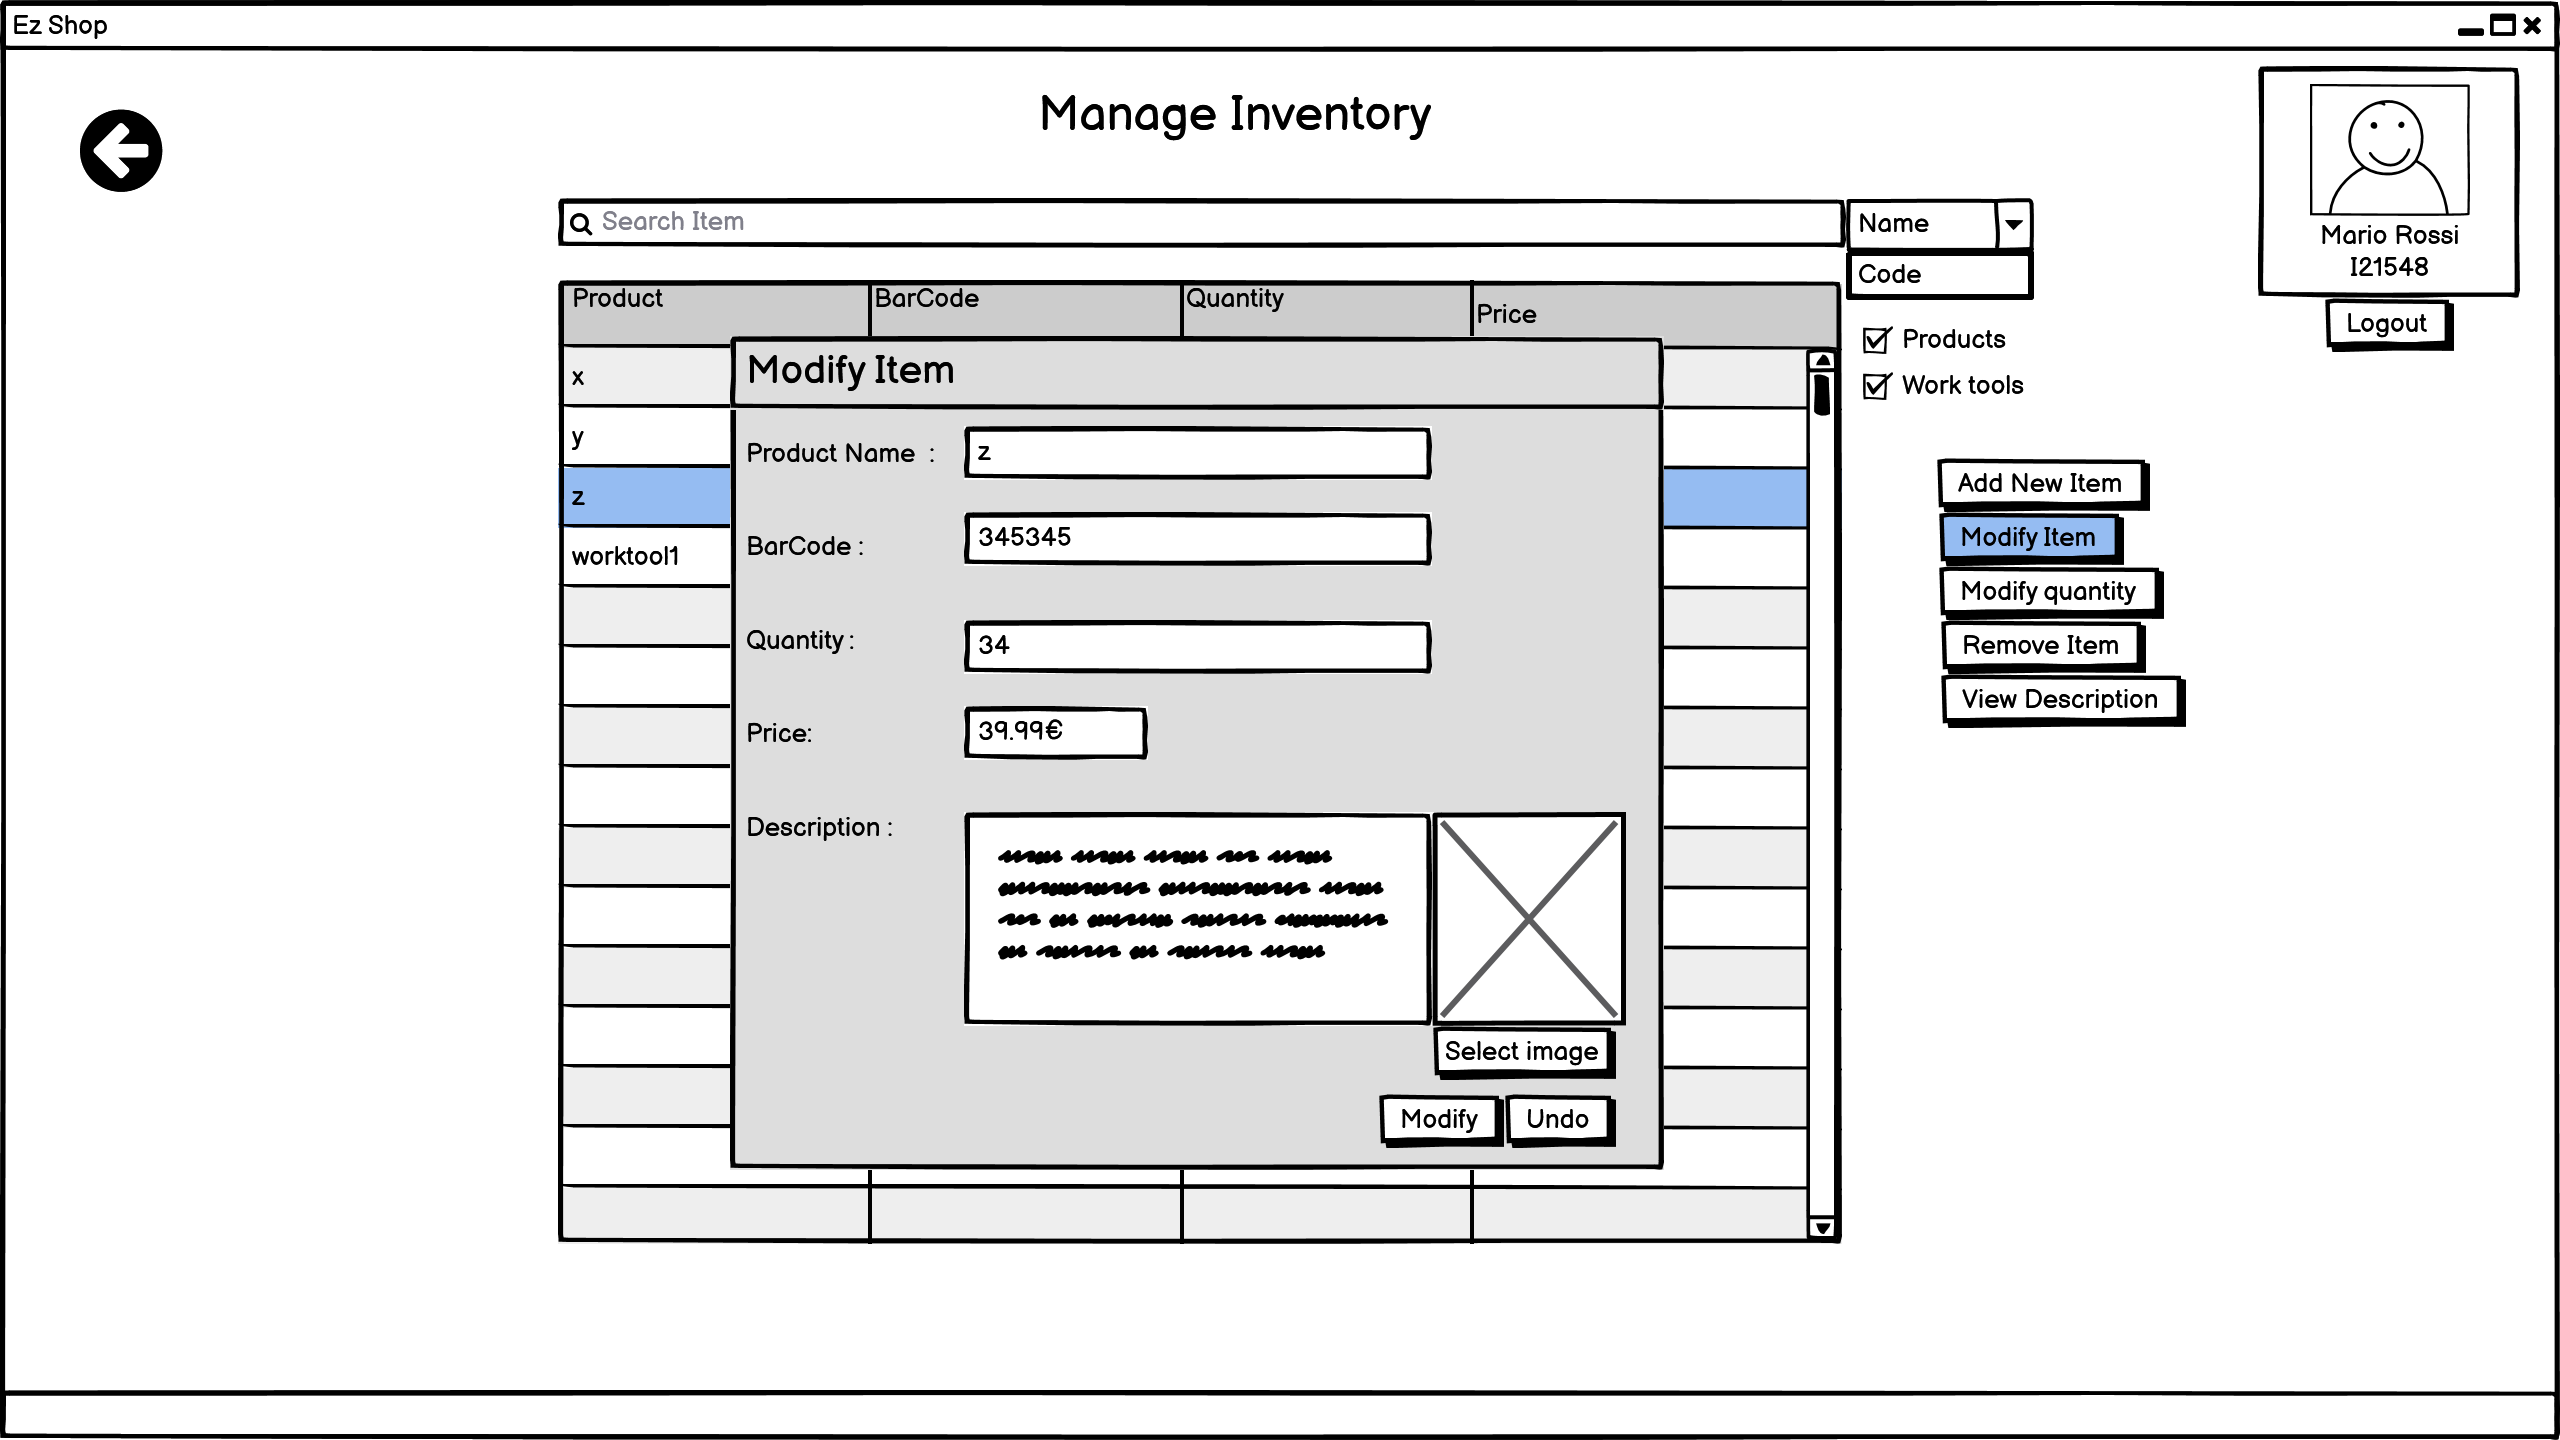 Ez Shop
Manage Inventory
Mario Rossi
I21548
Logout
Search Item
Name
Code
Products
Work tools
Product BarCode Quantity Price
x
y
z
worktool1
Modify Item
Product Name : z
BarCode : 345345
Quantity : 34
Price: 39.99€
Description :
Select image
Modify Undo
Add New Item
Modify Item
Modify quantity
Remove Item
View Description